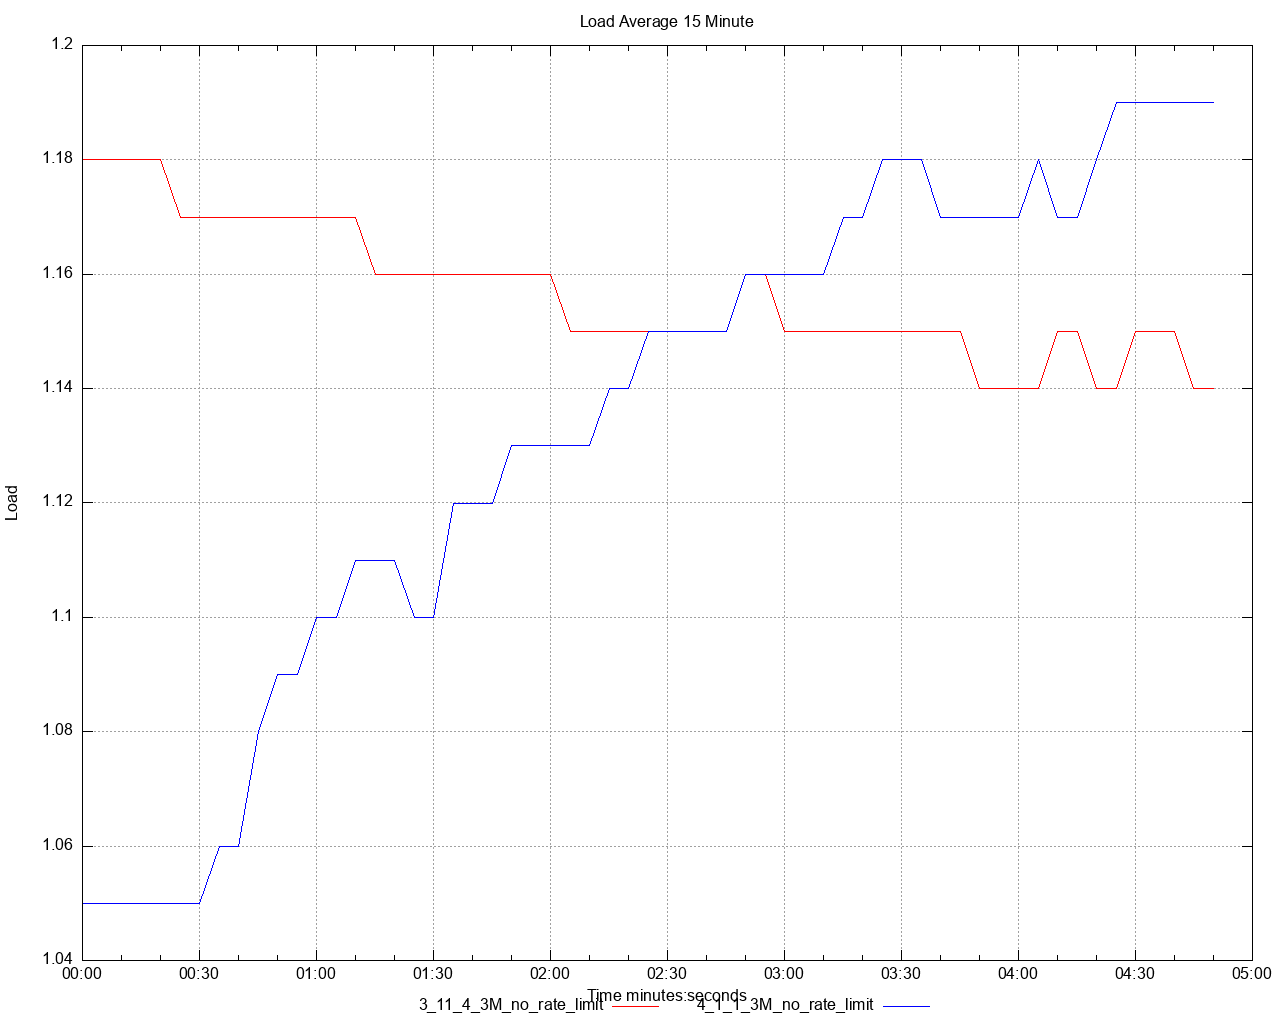 Load Average 15 Minute
1.2
1.18
1.16
1.14
1.12
1.1
1.08
1.06
1.04
Load
00:00 00:30 01:00 01:30 02:00 02:30 03:00 03:30 04:00 04:30 05:00
Time minutes:seconds
3_11_4_3M_no_rate_limit 4_1_1_3M_no_rate_limit